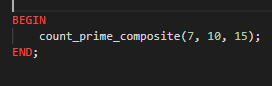 BEGIN
    count_prime_composite(7, 10, 15);
END;